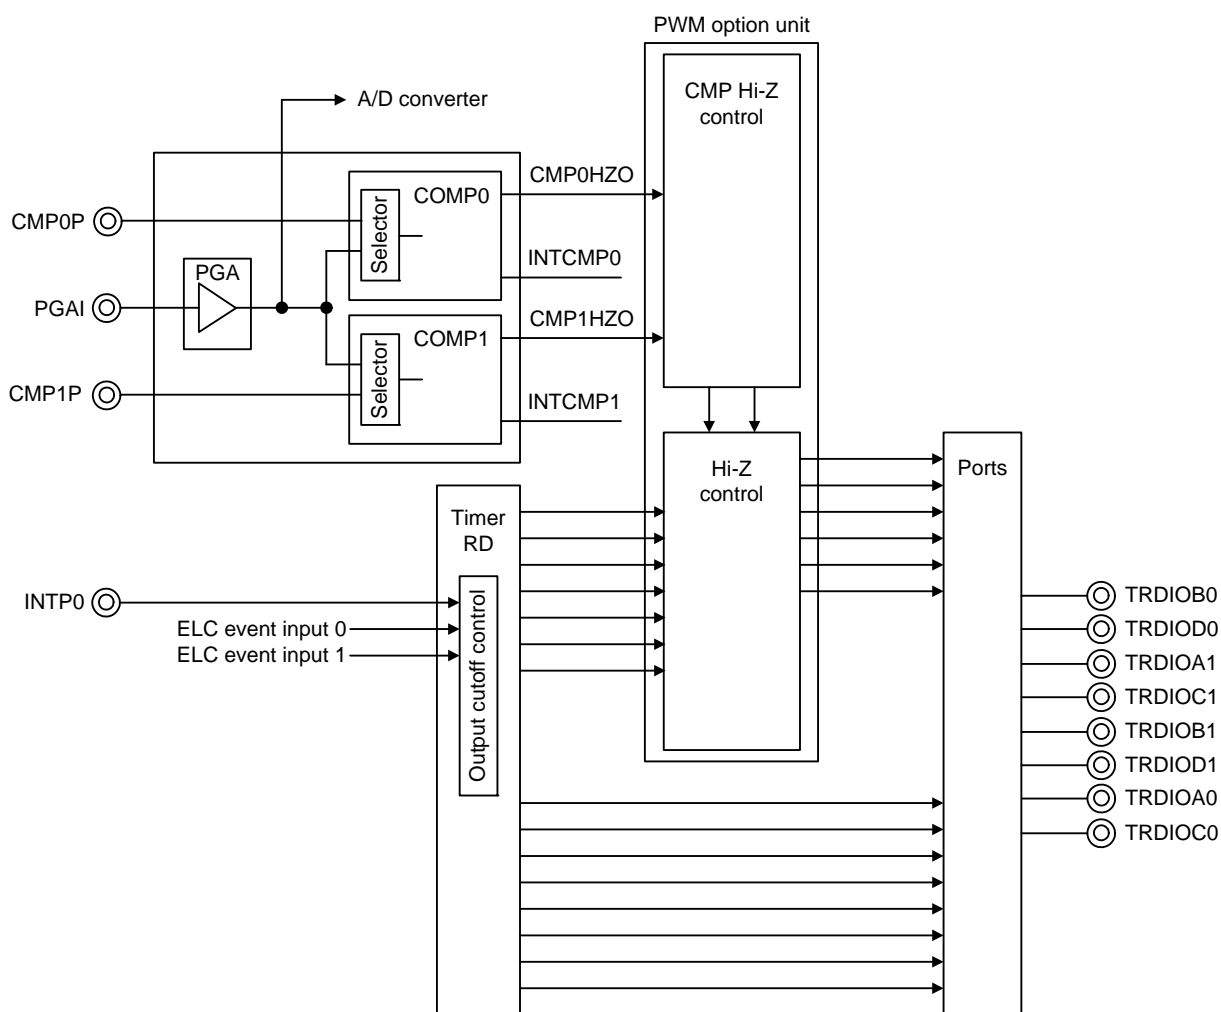 PWM option unit
CMP Hi-Z
control
A/D converter
CMP0HZO
COMP0
Selector
CMP0P
INTCMP0
PGA
PGAI
CMP1HZO
COMP1
Selector
CMP1P
INTCMP1
Hi-Z
control
Ports
Timer
RD
Output cutoff control
INTP0
ELC event input 0
ELC event input 1
TRDIOB0
TRDIOD0
TRDIOA1
TRDIOC1
TRDIOB1
TRDIOD1
TRDIOA0
TRDIOC0